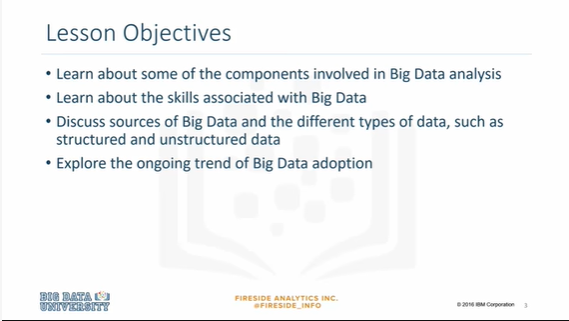 Lesson Objectives
• Learn about some of the components involved in Big Data analysis
• Learn about the skills associated with Big Data
• Discuss sources of Big Data and the different types of data, such as
structured and unstructured data
• Explore the ongoing trend of Big Data adoption
BIG DATA
UNIVERSITY
FIRESIDE ANALYTICS INC.
@FIRESIDE_INFO
© 2016 IBM Corporation
3